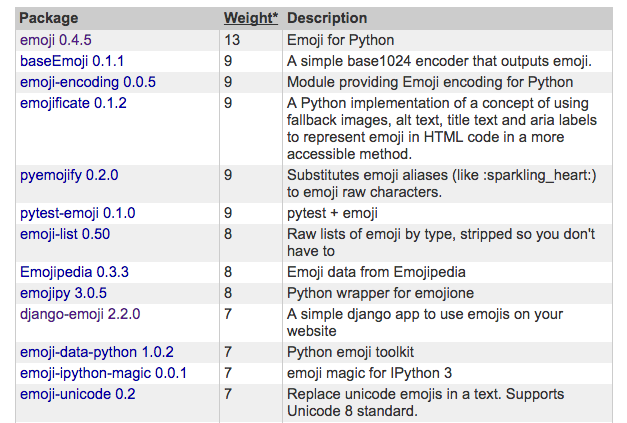 Package Weight* Description
emoji 0.4.5 13 Emoji for Python
baseEmoji 0.1.1 9 A simple base1024 encoder that outputs emoji.
emoji-encoding 0.0.5 9 Module providing Emoji encoding for Python
emojificate 0.1.2 9 A Python implementation of a concept of using
fallback images, alt text, title text and aria labels
to represent emoji in HTML code in a more
accessible method.
pyemojify 0.2.0 9 Substitutes emoji aliases (like :sparkling_heart:)
to emoji raw characters.
pytest-emoji 0.1.0 9 pytest + emoji
emoji-list 0.50 8 Raw lists of emoji by type, stripped so you don't
have to
Emojipedia 0.3.3 8 Emoji data from Emojipedia
emojipy 3.0.5 8 Python wrapper for emojione
django-emoji 2.2.0 7 A simple django app to use emojis on your
website
emoji-data-python 1.0.2 7 Python emoji toolkit
emoji-ipython-magic 0.0.1 7 emoji magic for IPython 3
emoji-unicode 0.2 7 Replace unicode emojis in a text. Supports
Unicode 8 standard.